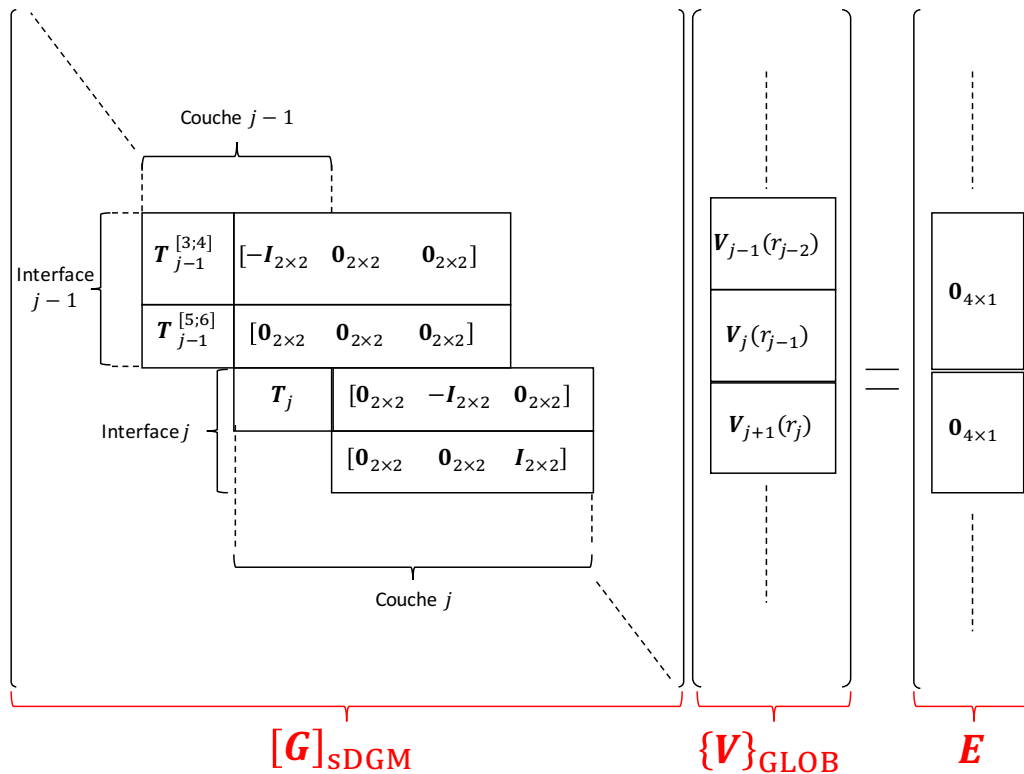 Couche j − 1
Interface j − 1
T_{j−1}^{[3;4]} [−I_{2×2} 0_{2×2} 0_{2×2}]
T_{j−1}^{[5;6]} [0_{2×2} 0_{2×2} 0_{2×2}]
Interface j
T_j [0_{2×2} −I_{2×2} 0_{2×2}]
[0_{2×2} 0_{2×2} I_{2×2}]
Couche j
V_{j−1}(r_{j−2})
V_j(r_{j−1})
V_{j+1}(r_j)
=
0_{4×1}
0_{4×1}
[G]_{sDGM}
{V}_{GLOB}
E